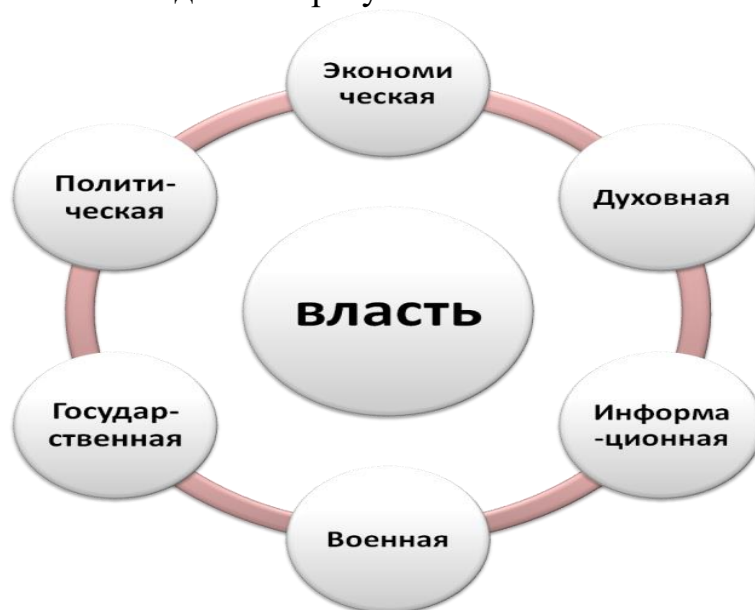 Экономи
ческая
Полити-
ческая
Духовная
власть
Государ-
ственная
Информа
-ционная
Военная